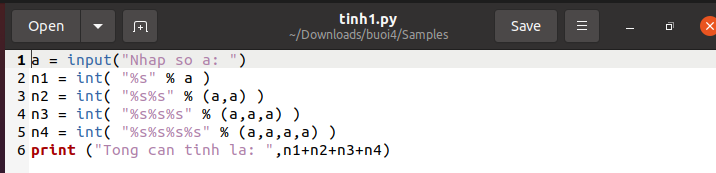 Open
tinh1.py
~/Downloads/buoi4/Samples
Save
1 a = input("Nhap so a: ")
2 n1 = int( "%s" % a )
3 n2 = int( "%s%s" % (a,a) )
4 n3 = int( "%s%s%s" % (a,a,a) )
5 n4 = int( "%s%s%s%s" % (a,a,a,a) )
6 print ("Tong can tinh la: ",n1+n2+n3+n4)